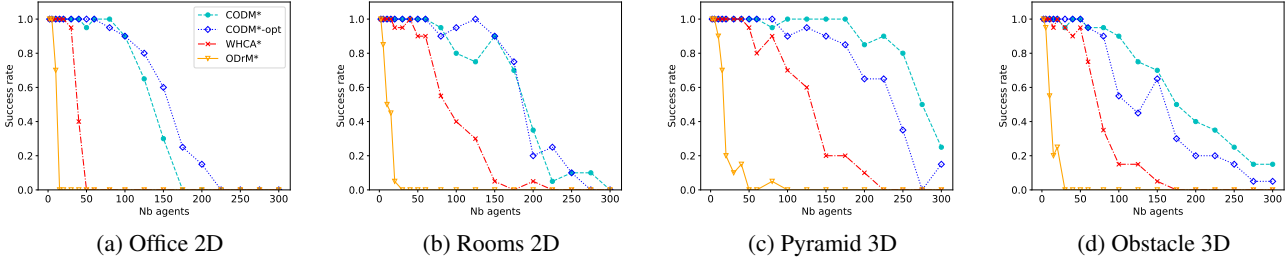 Success rate
1.0
0.8
0.6
0.4
0.2
0.0
0 50 100 150 200 250 300
Nb agents
CODM*
CODM*-opt
WHCA*
ODrM*
(a) Office 2D
Success rate
1.0
0.8
0.6
0.4
0.2
0.0
0 50 100 150 200 250 300
Nb agents
(b) Rooms 2D
Success rate
1.0
0.8
0.6
0.4
0.2
0.0
0 50 100 150 200 250 300
Nb agents
(c) Pyramid 3D
Success rate
1.0
0.8
0.6
0.4
0.2
0.0
0 50 100 150 200 250 300
Nb agents
(d) Obstacle 3D